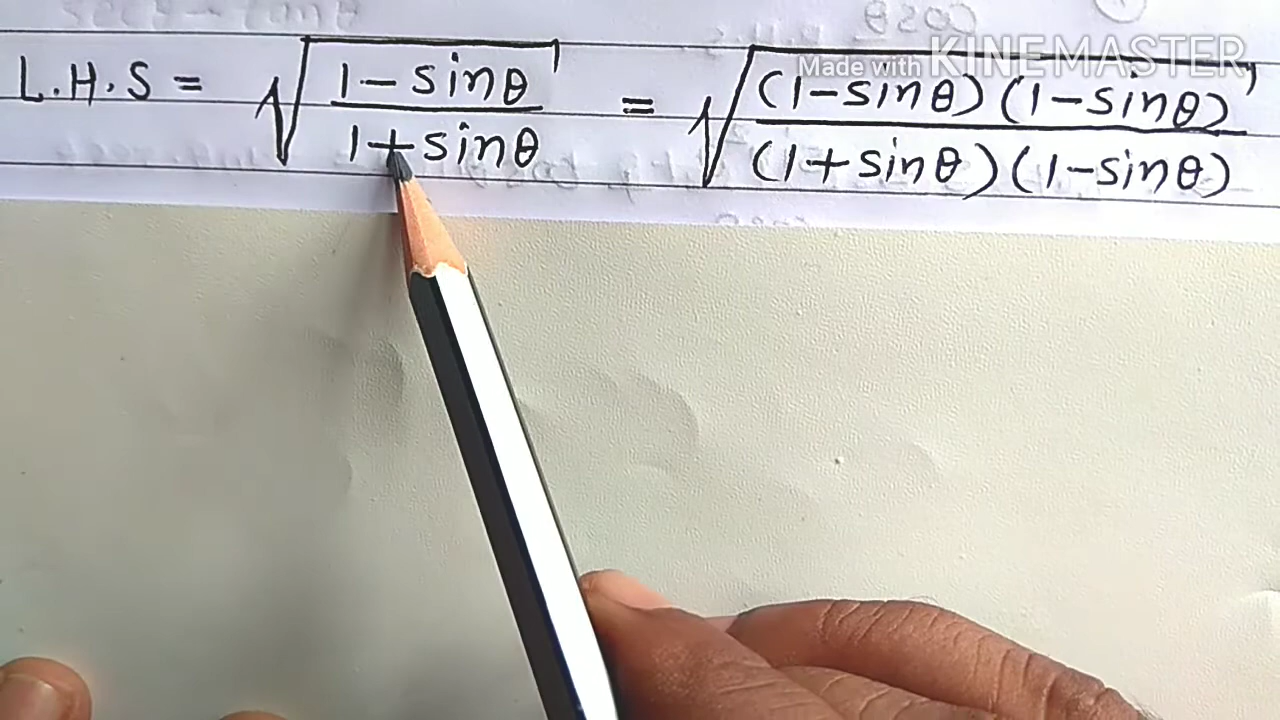 L.H.S = √((1 - sinθ)/(1 + sinθ)) = √(((1 - sinθ)(1 - sinθ))/((1 + sinθ)(1 - sinθ)))
Made with KINEMASTER